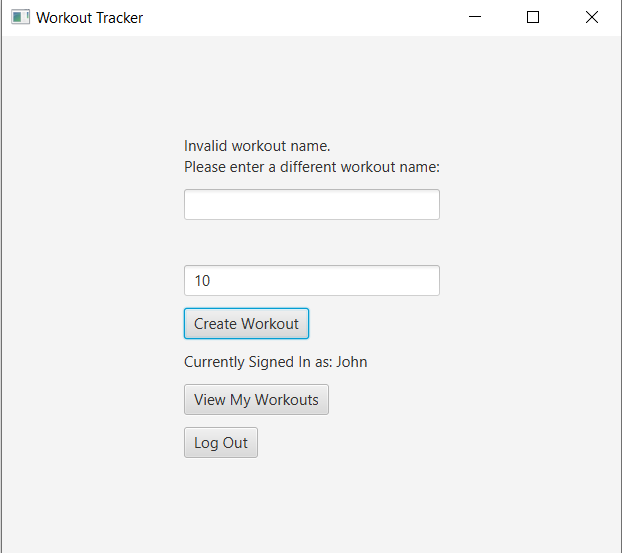 Workout Tracker
Invalid workout name.
Please enter a different workout name:
10
Create Workout
Currently Signed In as: John
View My Workouts
Log Out